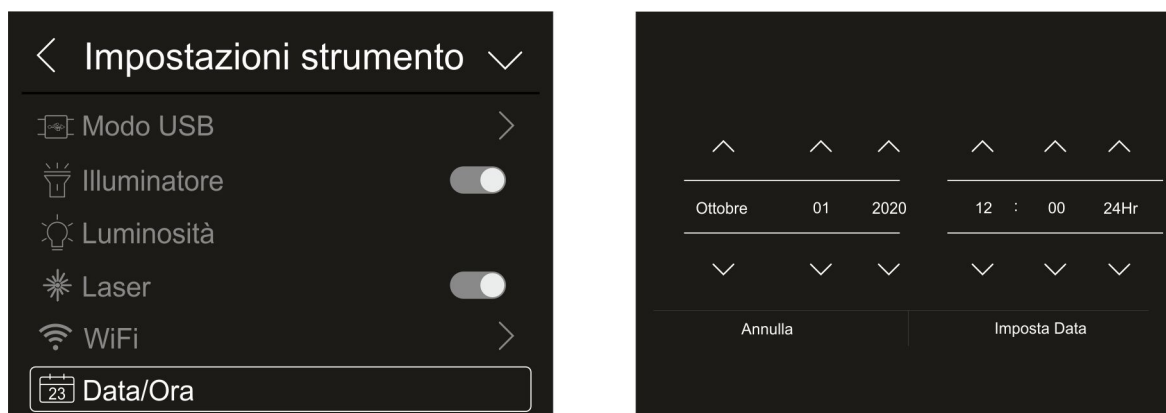 Impostazioni strumento
Modo USB
Illuminatore
Luminosità
Laser
WiFi
23 Data/Ora
Ottobre 01 2020 12 : 00 24Hr
Annulla Imposta Data